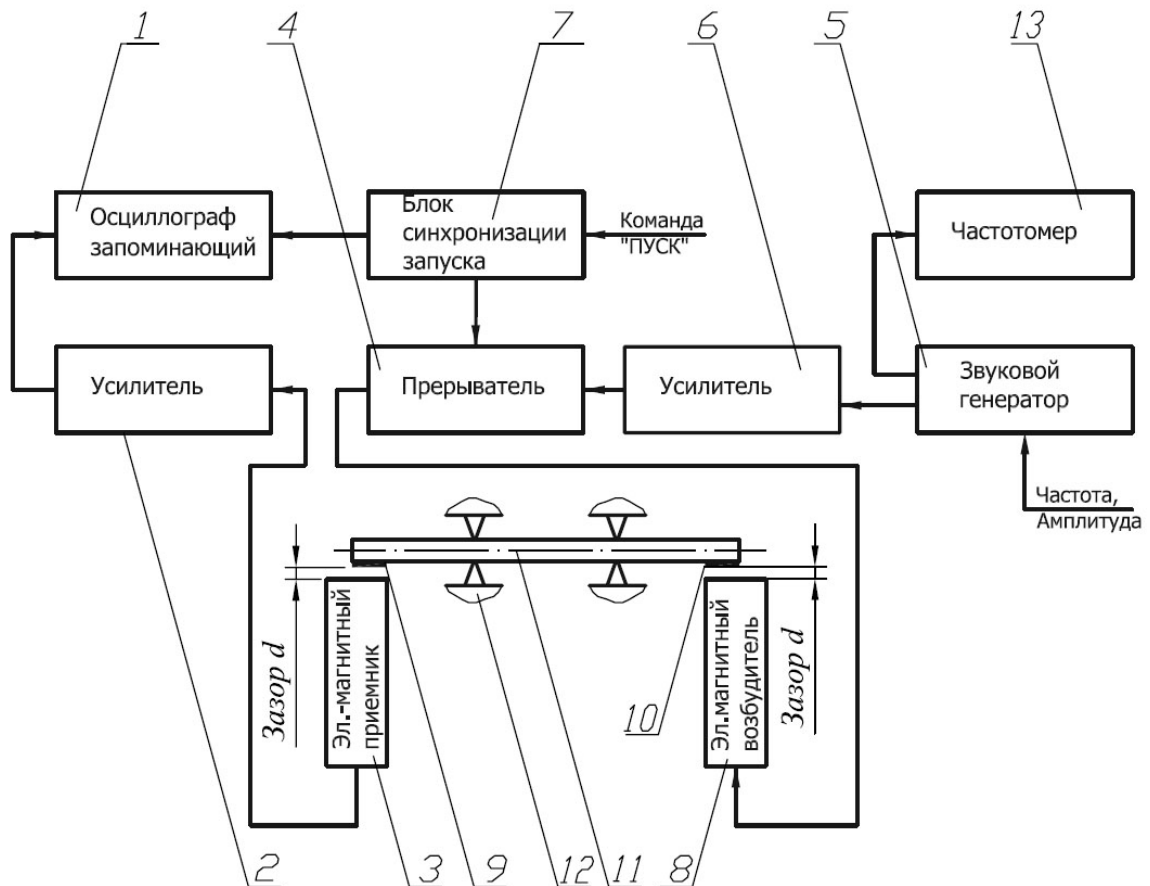 1
4
7
6
5
13
Осциллограф
запоминающий
Блок
синхронизации
запуска
Команда
"ПУСК"
Частотомер
Усилитель
Прерыватель
Усилитель
Звуковой
генератор
Частота,
Амплитуда
Зазор d
Эл.-магнитный
приемник
10
Эл.магнитный
возбудитель
Зазор d
2
3
9
12
11
8